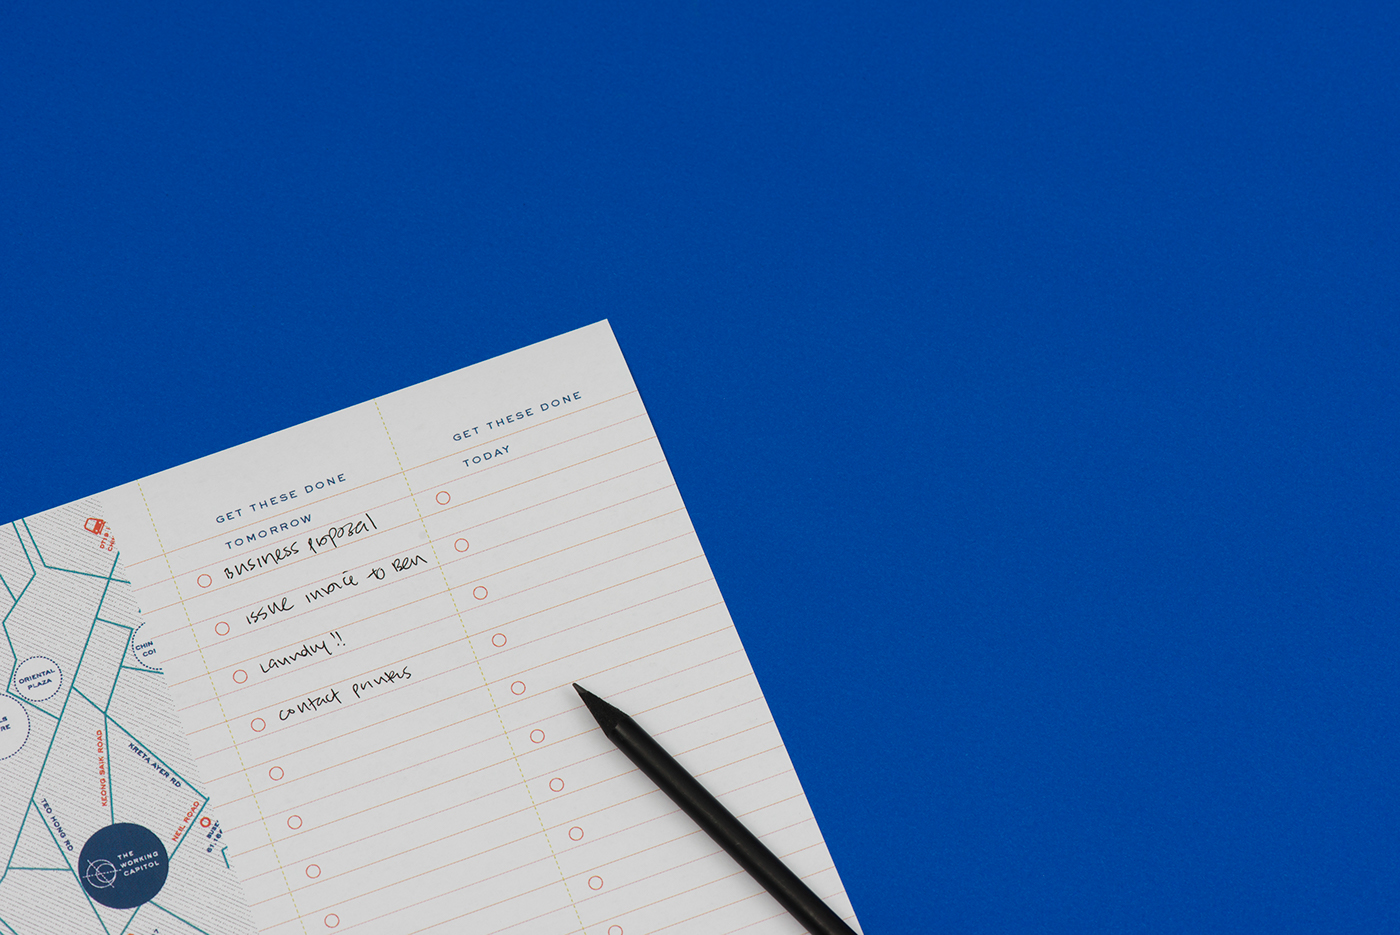 GET THESE DONE
TODAY
GET THESE DONE
TOMORROW
Business proposal
issue invoice to Ben
Laundry!!
contact printers
CHIN
ORIENTAL
PLAZA
KEONG SAIK ROAD
KRETA AYER RD
TEO HONG RD
NEIL ROAD
THE
WORKING
CAPITOL